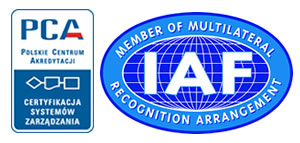 PCA
POLSKIE CENTRUM
AKREDYTACJI
CERTYFIKACJA
SYSTEMÓW
ZARZĄDZANIA
MEMBER OF MULTILATERAL
IAF
RECOGNITION ARRANGEMENT